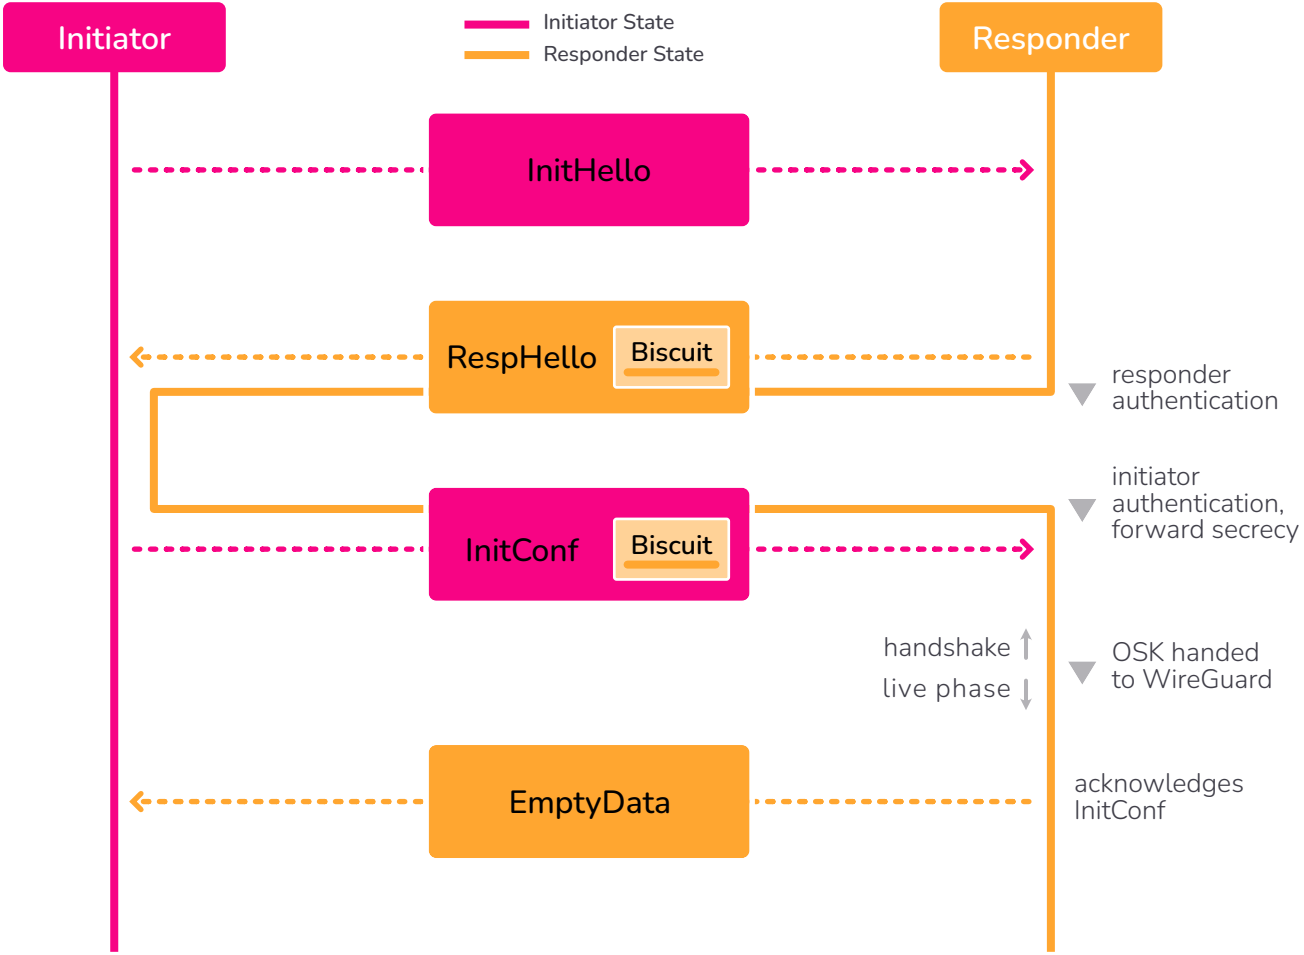 Initiator
Initiator State
Responder State
Responder
InitHello
RespHello
Biscuit
responder
authentication
initiator
authentication,
forward secrecy
InitConf
Biscuit
handshake
live phase
OSK handed
to WireGuard
EmptyData
acknowledges
InitConf